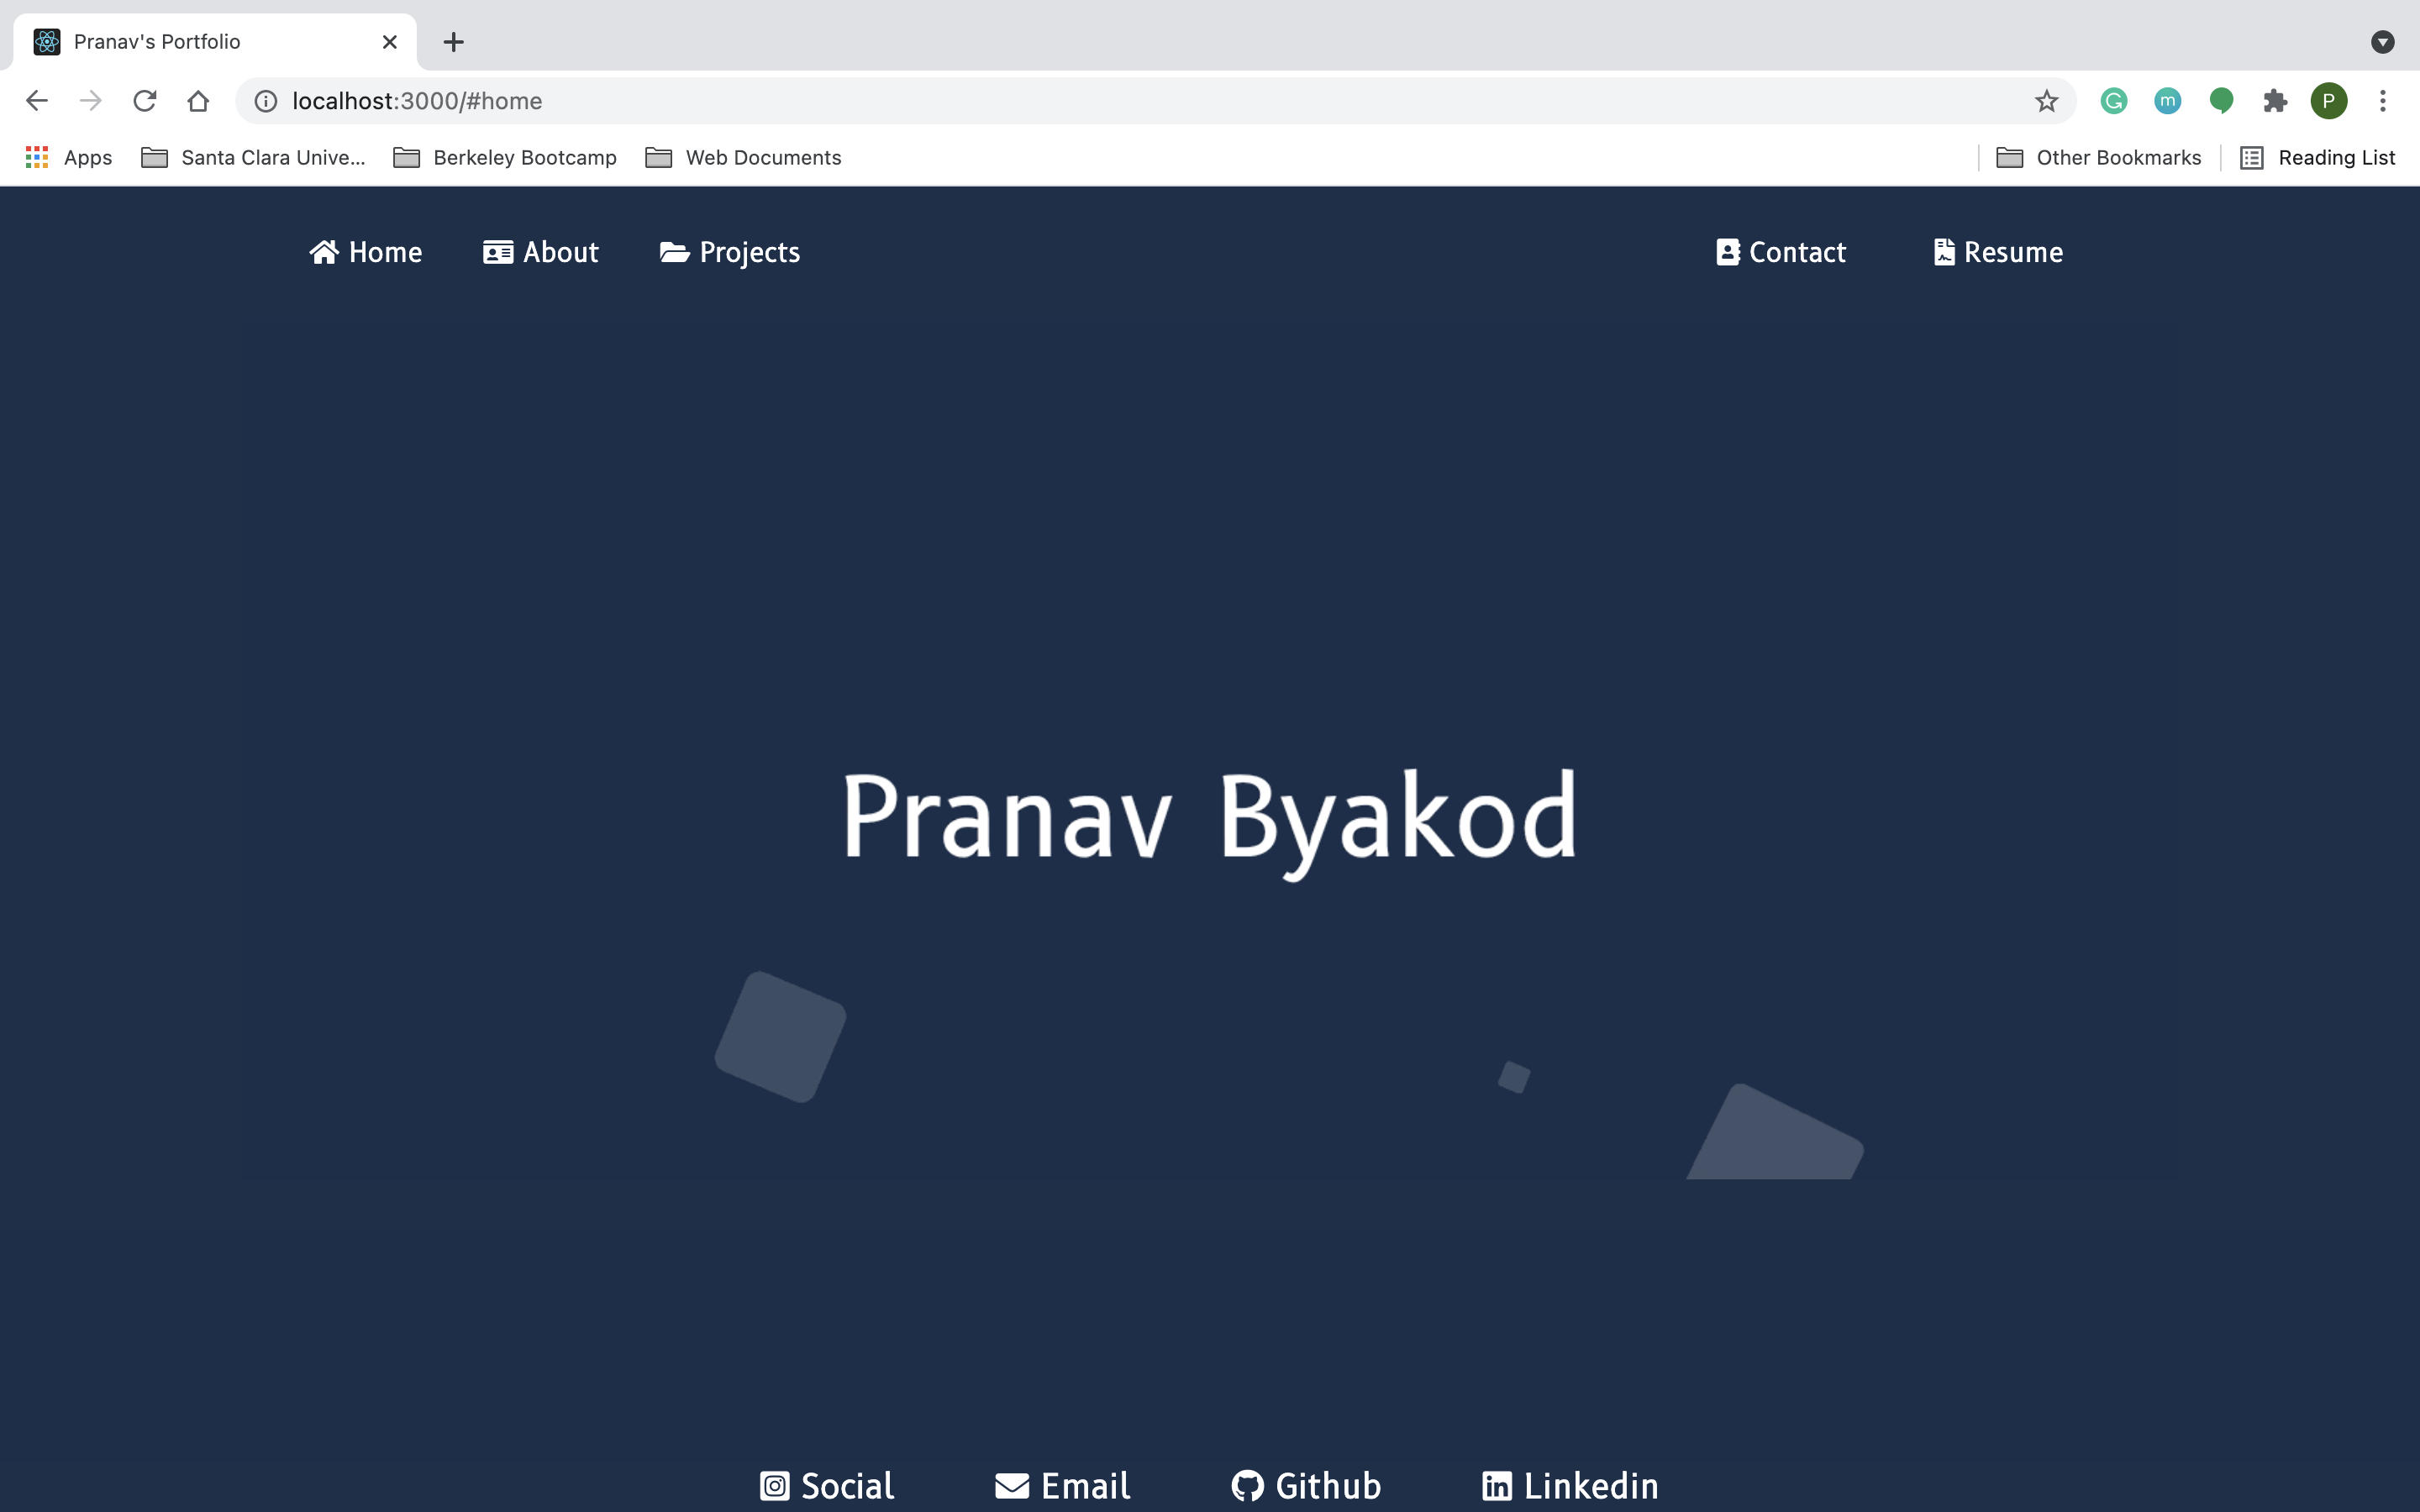 Pranav's Portfolio
localhost:3000/#home
G m P
Apps Santa Clara Unive... Berkeley Bootcamp Web Documents Other Bookmarks Reading List
Home About Projects Contact Resume
Pranav Byakod
Social Email Github Linkedin